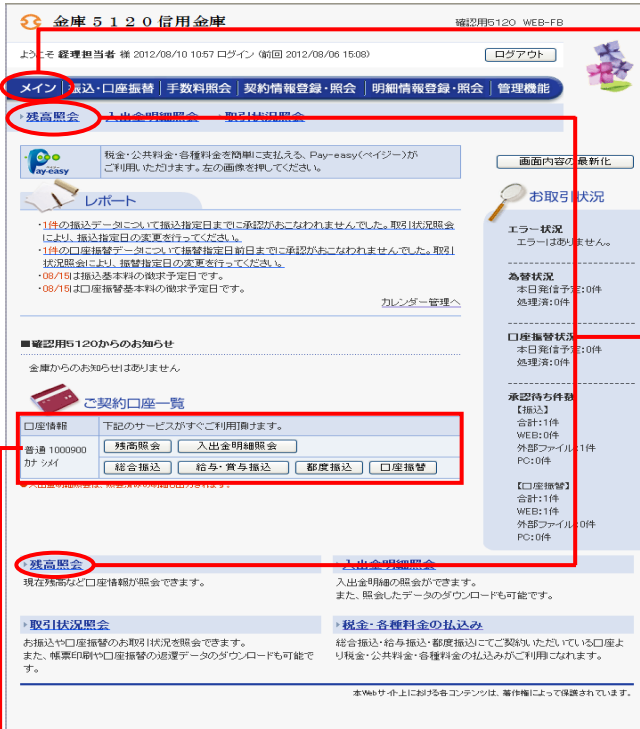 金庫５１２０信用金庫
確認用5120 WEB-FB
ようこそ 経理担当者 様 2012/08/10 10:57 ログイン (前回 2012/08/06 15:08)
ログアウト
メイン 振込・口座振替 手数料照会 契約情報登録・照会 明細情報登録・照会 管理機能
残高照会 入出金明細照会 取引状況照会
Pay-easy
税金・公共料金・各種料金を簡単に支払える、Pay-easy(ペイジー)が
ご利用いただけます。左の画像を押してください。
画面内容の最新化
レポート
・1件の振込データについて振込指定日までに承認がおこなわれませんでした。取引状況照会
により、振込指定日の変更を行ってください。
・1件の口座振替データについて振替指定日前日までに承認がおこなわれませんでした。取引
状況照会により、振替指定日の変更を行ってください。
・08/15は振込基本料の徴求予定日です。
・08/15は口座振替基本料の徴求予定日です。
カレンダー管理へ
■確認用5120からのお知らせ
金庫からのお知らせはありません
ご契約口座一覧
口座情報 下記のサービスがすぐご利用頂けます。
普通 1000900
カナ シメイ
残高照会 入出金明細照会
総合振込 給与・賞与振込 都度振込 口座振替
お取引状況
エラー状況
エラーはありません。
為替状況
本日発信予定:0件
処理済:0件
口座振替状況
本日発信予定:0件
処理済:0件
承認待ち件数
【振込】
合計:1件
WEB:0件
外部ファイル:1件
PC:0件
【口座振替】
合計:1件
WEB:1件
外部ファイル:0件
PC:0件
残高照会
現在残高など口座情報が照会できます。
入出金明細照会
入出金明細の照会ができます。
また、照会したデータのダウンロードも可能です。
取引状況照会
お振込や口座振替のお取引状況を照会できます。
また、帳票印刷や口座振替の返還データのダウンロードも可能で
す。
税金・各種料金の払込み
総合振込・給与振込・都度振込にてご契約いただいている口座よ
り税金・公共料金・各種料金の払込みがご利用になれます。
本Webサイト上における各コンテンツは、著作権によって保護されています。